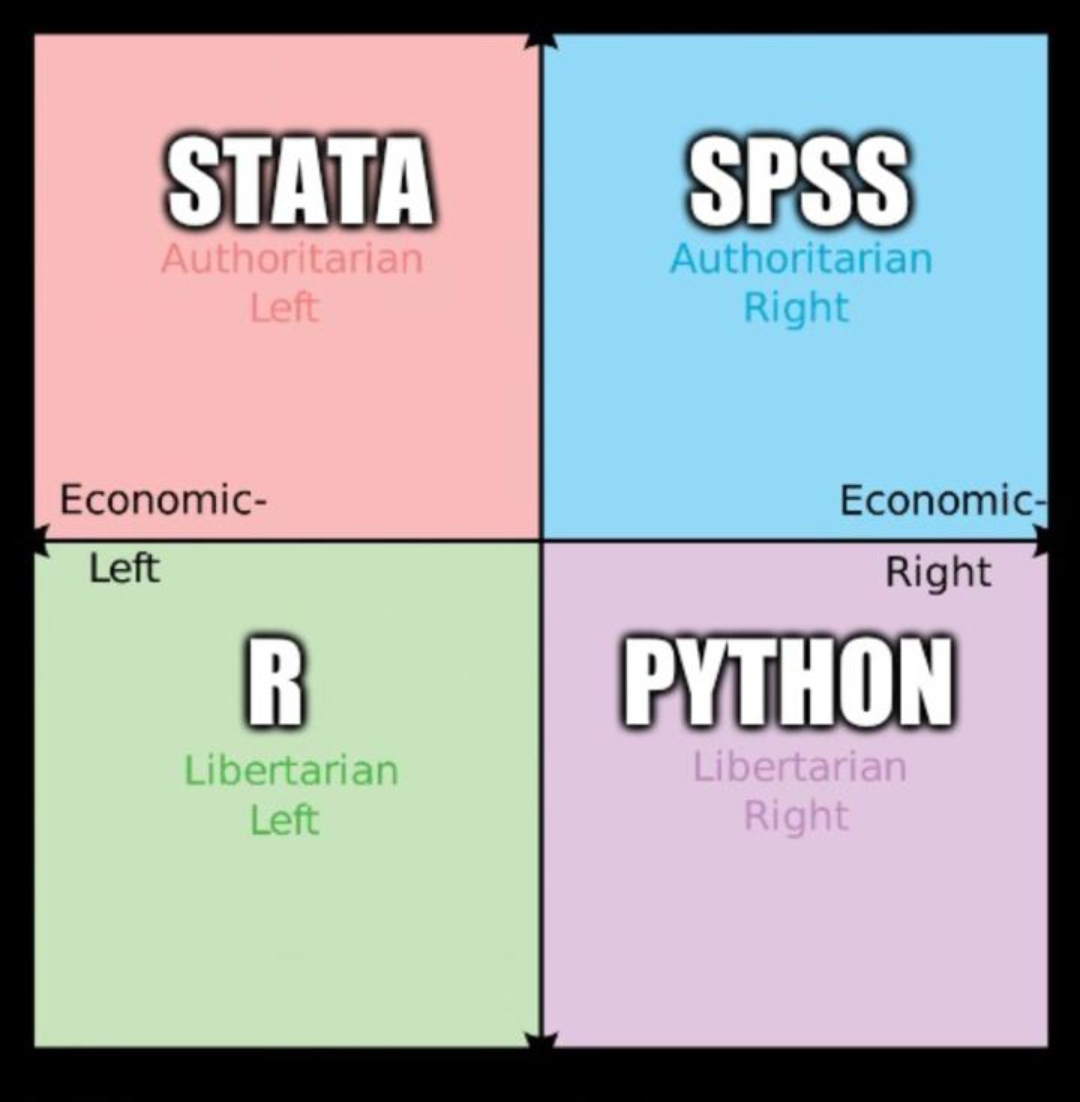 STATA
Authoritarian
Left
SPSS
Authoritarian
Right
Economic-
Left
Economic-
Right
R
Libertarian
Left
PYTHON
Libertarian
Right